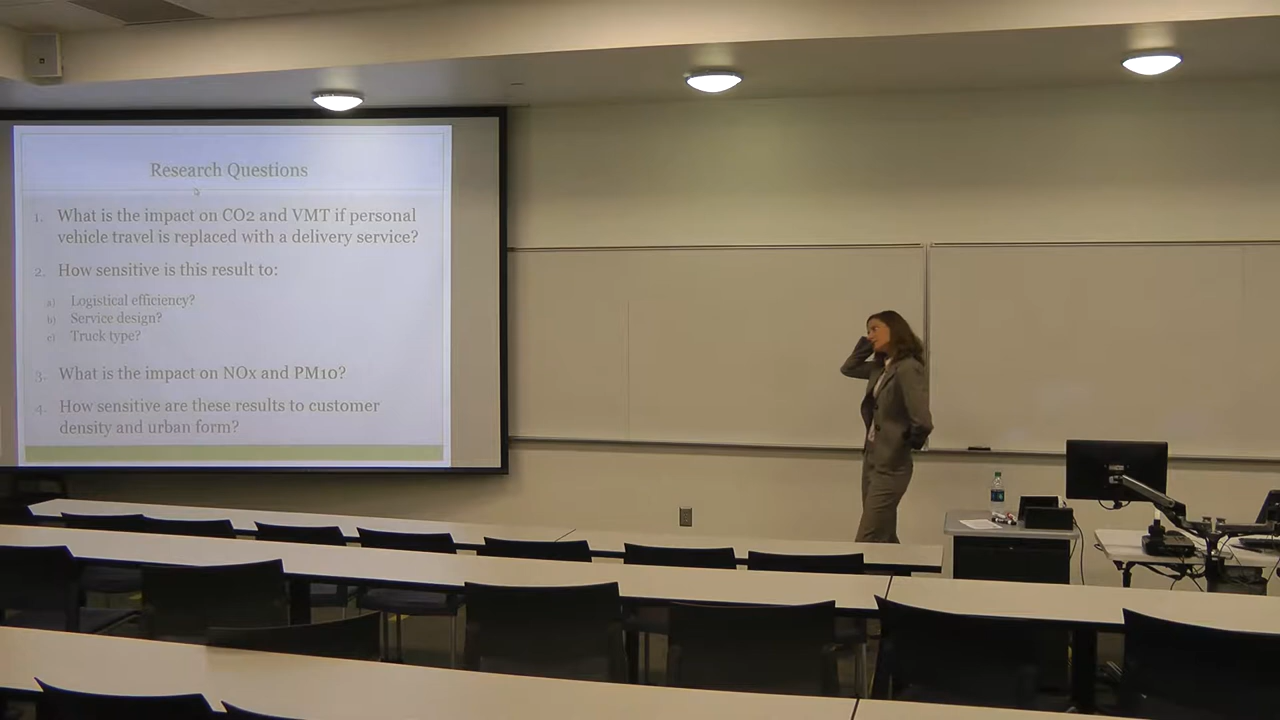 Research Questions
1. What is the impact on CO2 and VMT if personal
vehicle travel is replaced with a delivery service?
2. How sensitive is this result to:
a) Logistical efficiency?
b) Service design?
c) Truck type?
3. What is the impact on NOx and PM10?
4. How sensitive are these results to customer
density and urban form?